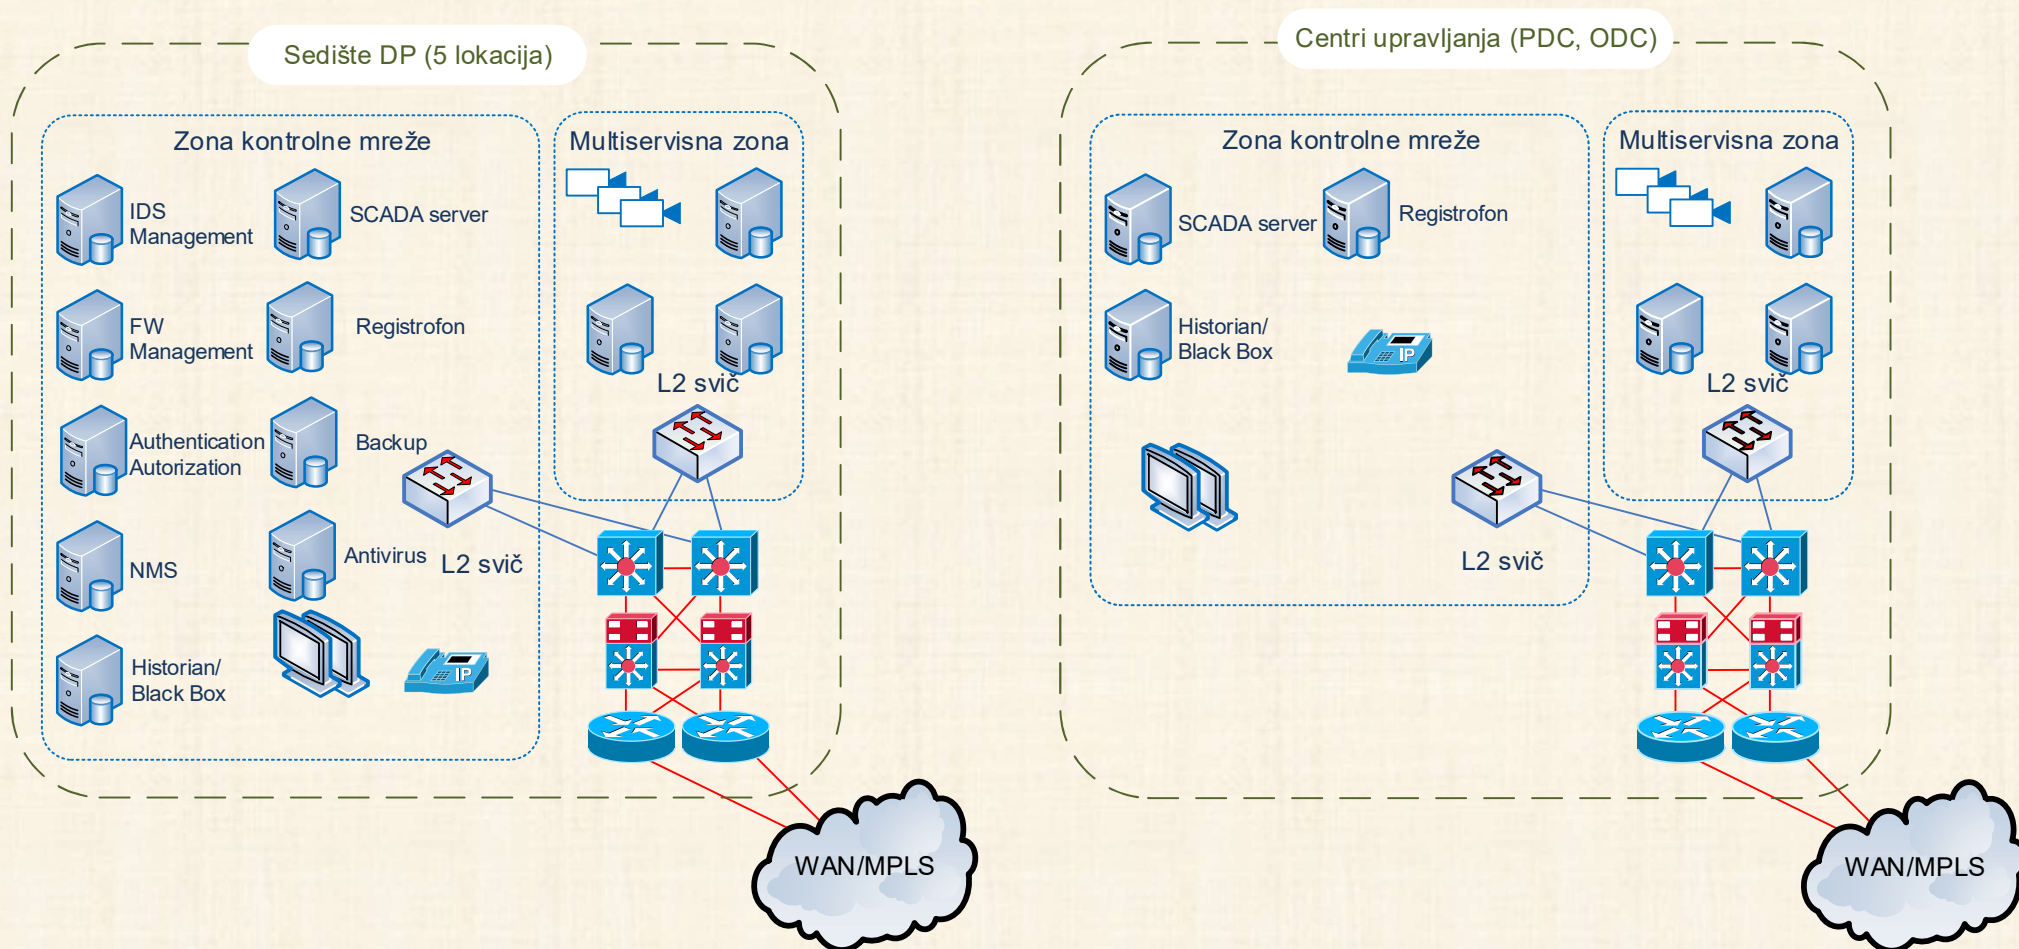 Sedište DP (5 lokacija)
Zona kontrolne mreže
IDS
Management
SCADA server
FW
Management
Registrofon
Authentication
Autorization
Backup
NMS
Antivirus
L2 svič
Historian/
Black Box
IP
Multiservisna zona
L2 svič
WAN/MPLS
Centri upravljanja (PDC, ODC)
Zona kontrolne mreže
SCADA server
Registrofon
Historian/
Black Box
IP
L2 svič
Multiservisna zona
L2 svič
WAN/MPLS